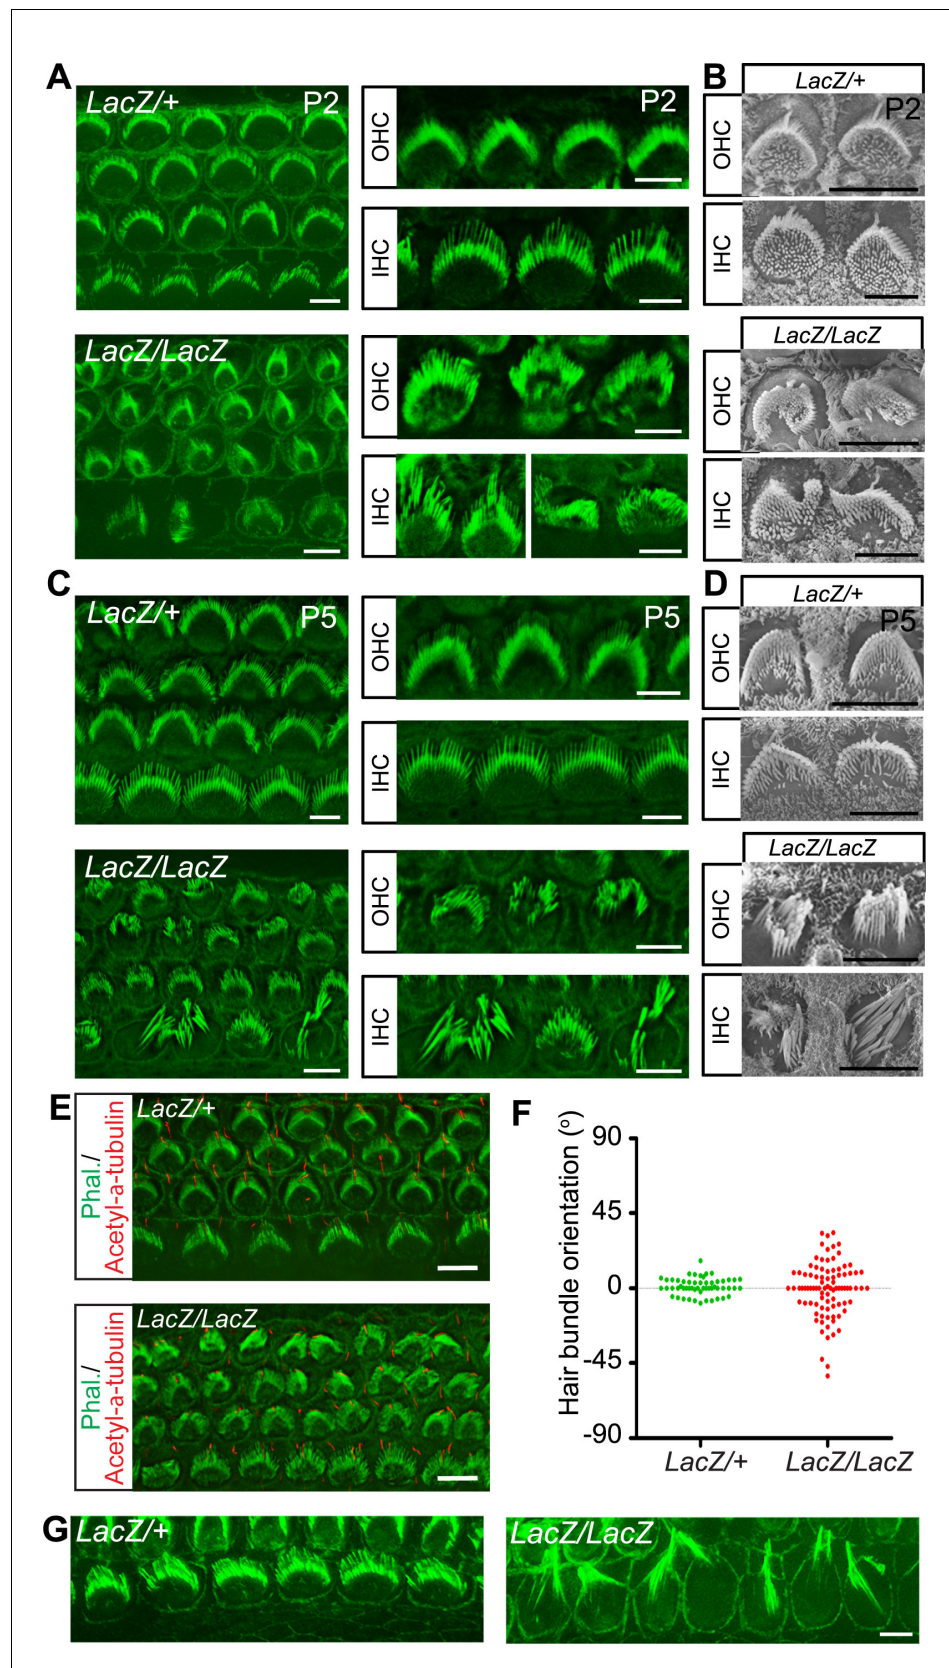 A
LacZ/+ P2
OHC
P2
IHC
LacZ/LacZ
OHC
IHC
B
LacZ/+
OHC
P2
IHC
LacZ/LacZ
OHC
IHC
C
LacZ/+ P5
OHC
P5
IHC
LacZ/LacZ
OHC
IHC
D
LacZ/+
OHC
P5
IHC
LacZ/LacZ
OHC
IHC
E
Phal./
Acetyl-a-tubulin
LacZ/+
Phal./
Acetyl-a-tubulin
LacZ/LacZ
F
Hair bundle orientation (º)
90
45
0
-45
-90
LacZ/+ LacZ/LacZ
G
LacZ/+
LacZ/LacZ